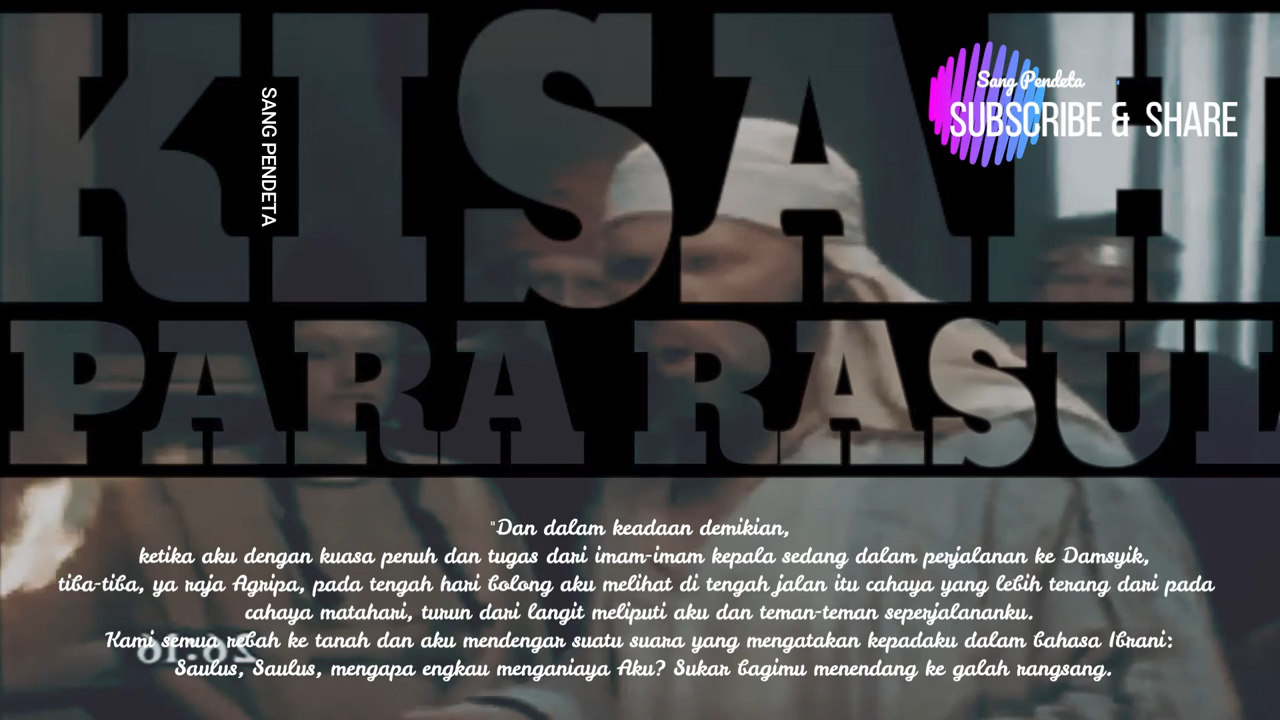 KISAH
PARA RASUL
SANG PENDETA
Sang Pendeta
SUBSCRIBE & SHARE
"Dan dalam keadaan demikian,
ketika aku dengan kuasa penuh dan tugas dari imam-imam kepala sedang dalam perjalanan ke Damsyik,
tiba-tiba, ya raja Agripa, pada tengah hari bolong aku melihat di tengah jalan itu cahaya yang lebih terang dari pada
cahaya matahari, turun dari langit meliputi aku dan teman-teman seperjalananku.
Kami semua rebah ke tanah dan aku mendengar suatu suara yang mengatakan kepadaku dalam bahasa Ibrani:
Saulus, Saulus, mengapa engkau menganiaya Aku? Sukar bagimu menendang ke galah rangsang.